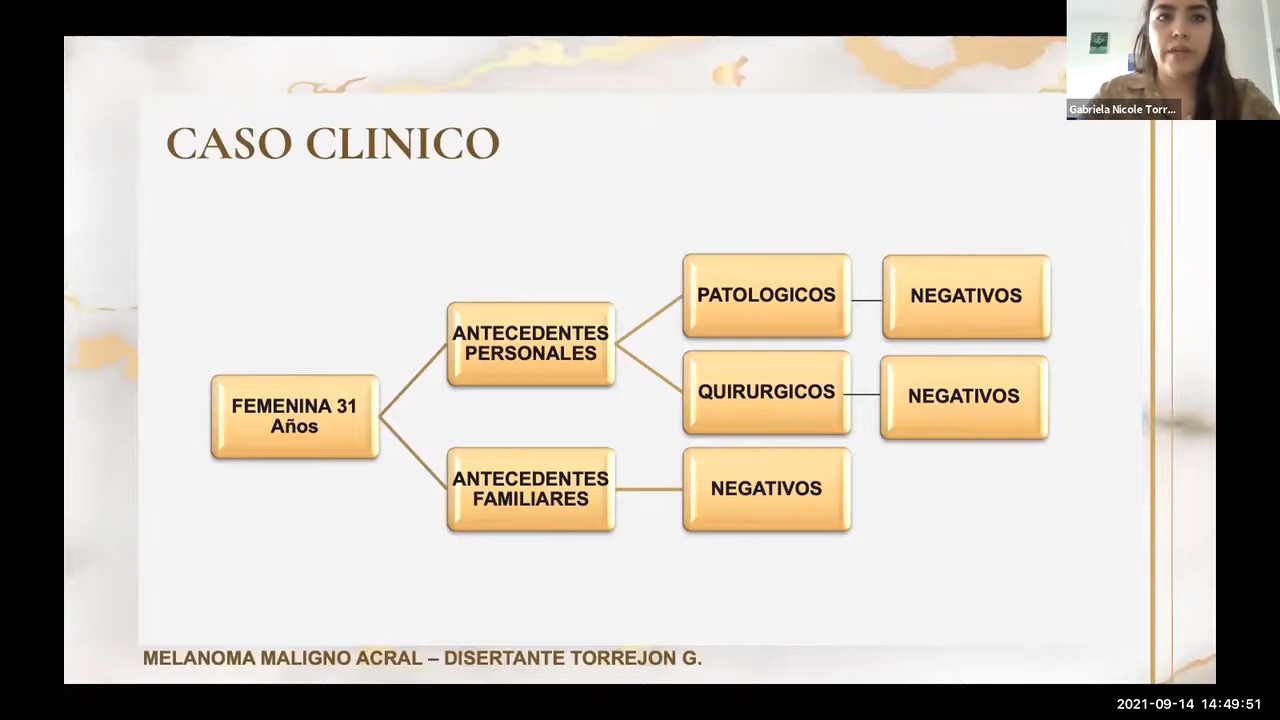 Gabriela Nicole Torr...
CASO CLINICO
FEMENINA 31
Años
ANTECEDENTES
PERSONALES
PATOLOGICOS
NEGATIVOS
QUIRURGICOS
NEGATIVOS
ANTECEDENTES
FAMILIARES
NEGATIVOS
MELANOMA MALIGNO ACRAL – DISERTANTE TORREJON G.
2021-09-14 14:49:51